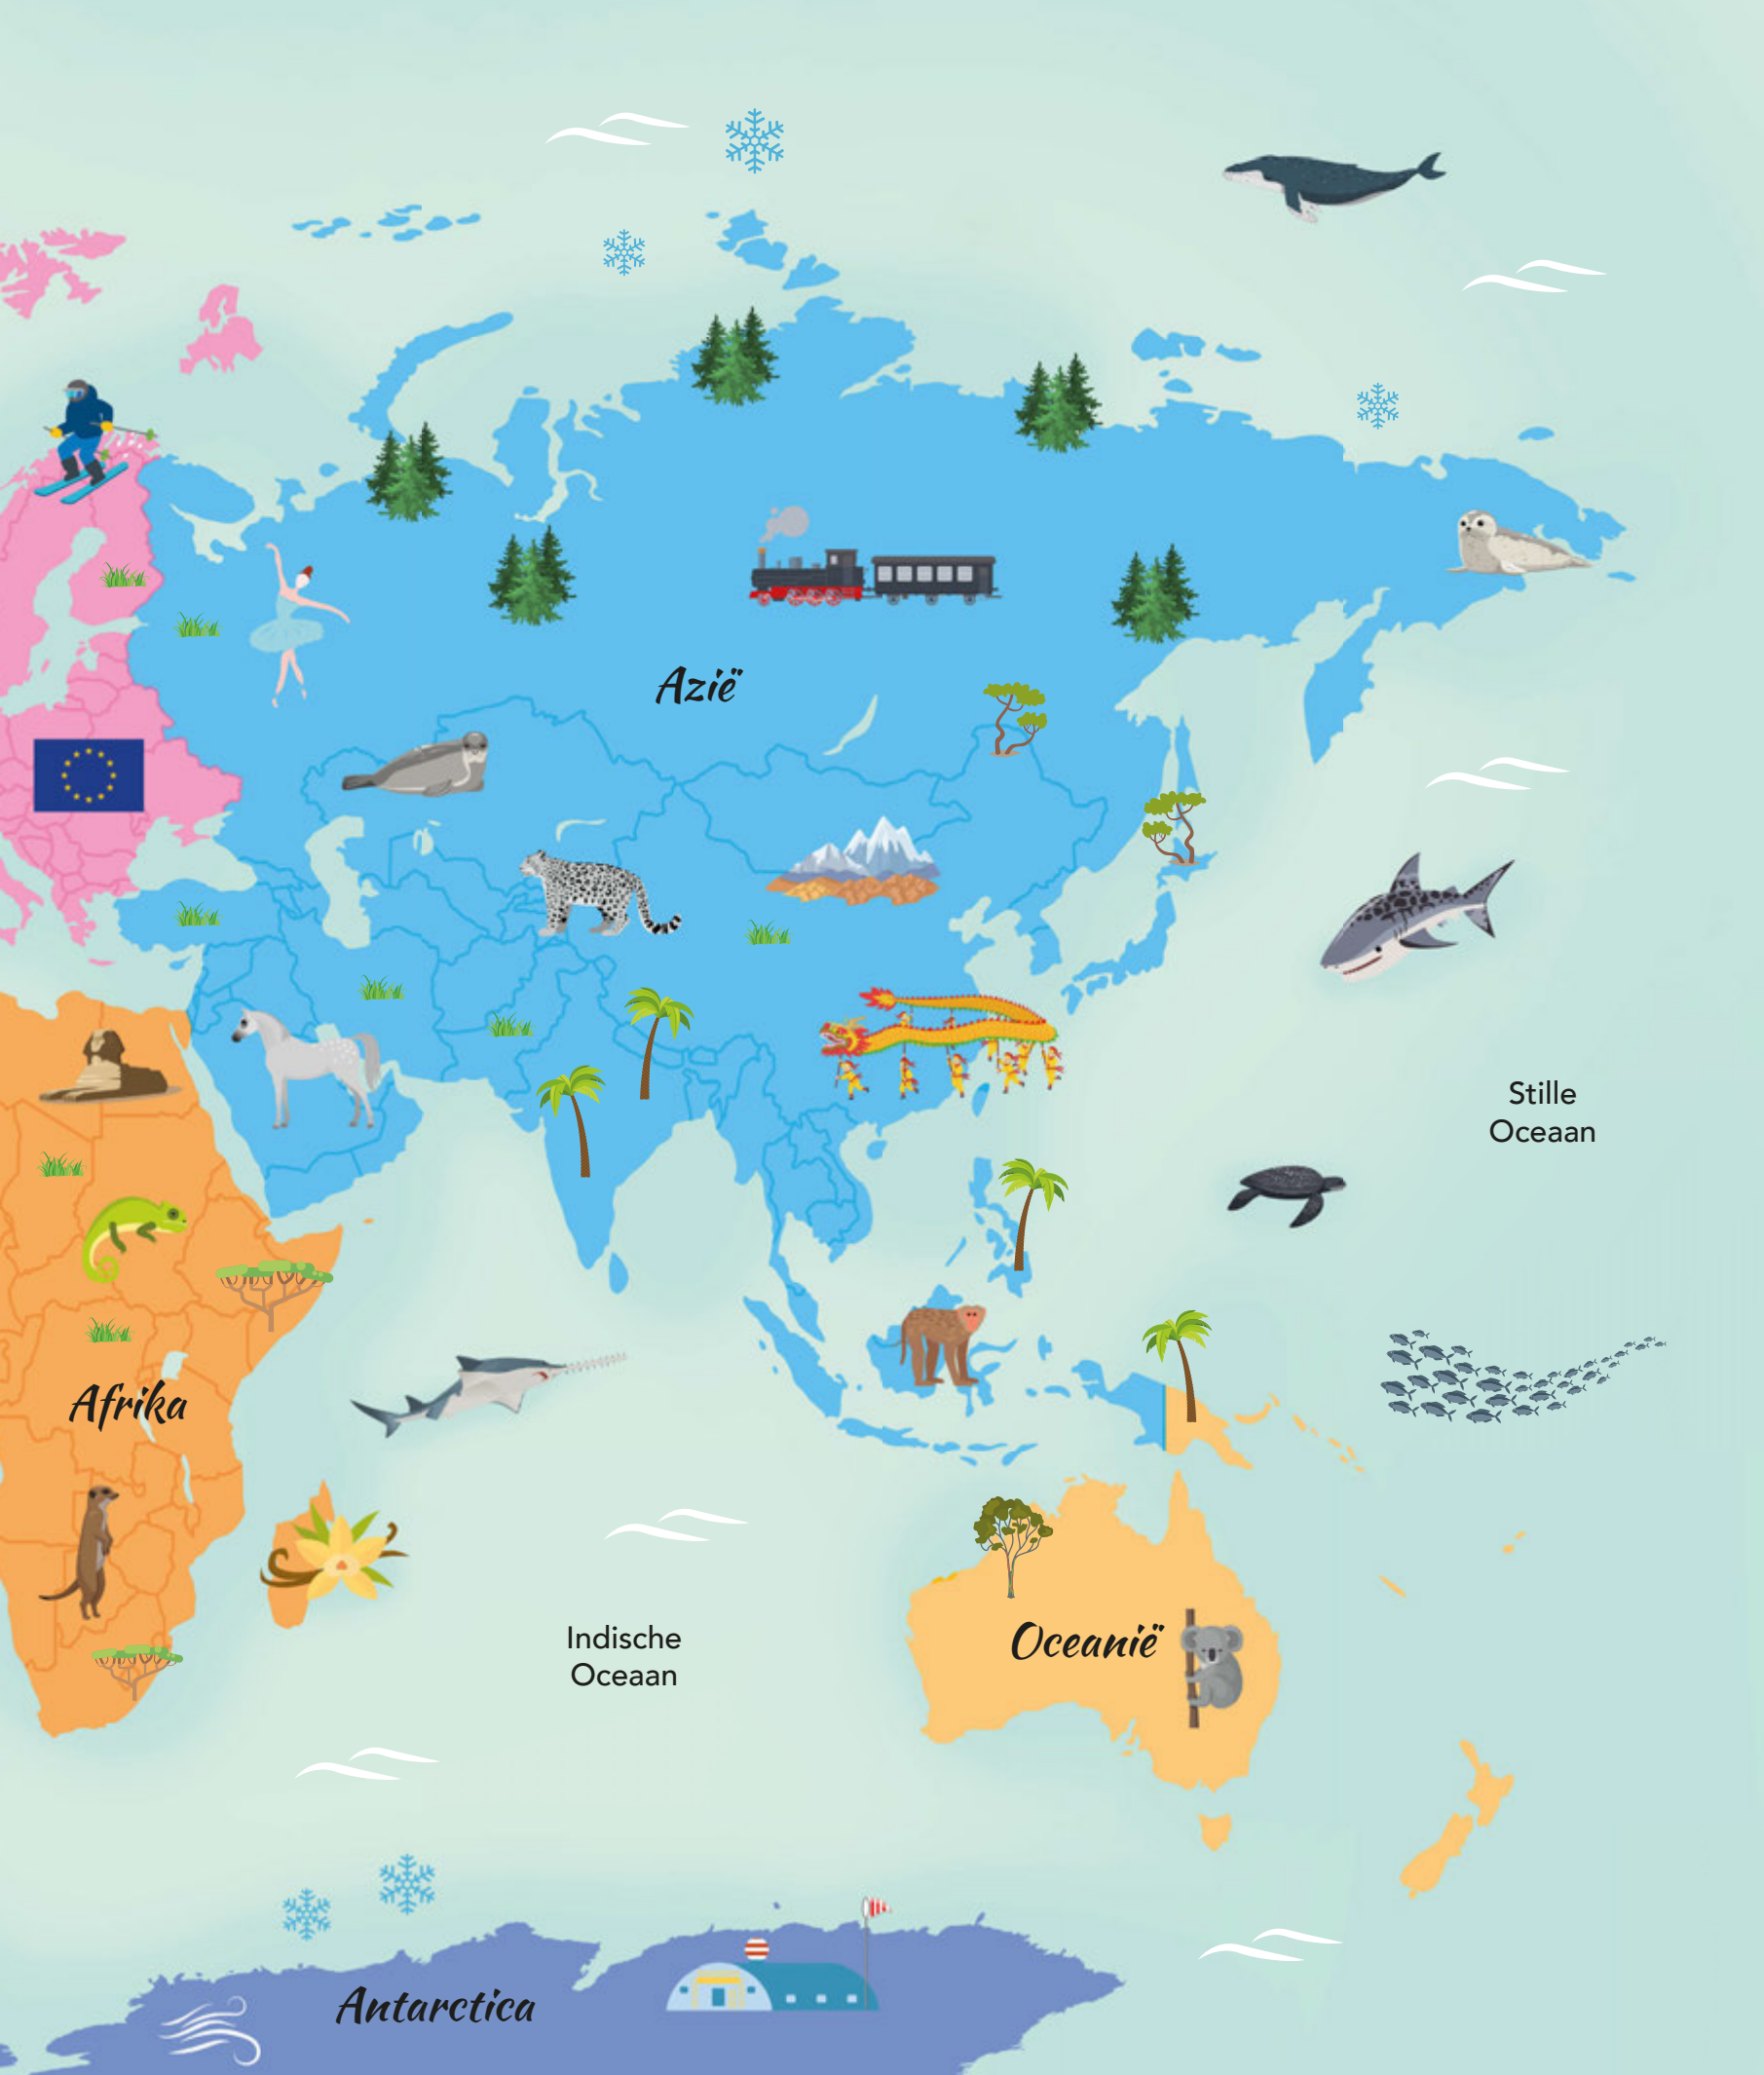 Azië
Stille
Oceaan
Afrika
Indische
Oceaan
Oceanië
Antarctica